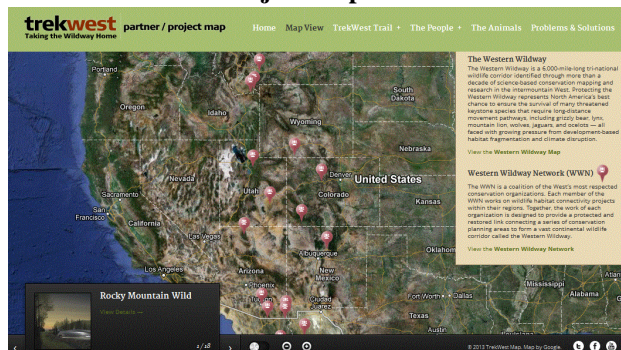 trekwest partner / project map
Taking the Wildway Home
Home Map View TrekWest Trail + The People + The Animals Problems & Solutions
The Western Wildway
The Western Wildway is a 6,000-mile-long tri-national
wildlife corridor identified through more than a
decade of science-based conservation mapping and
research in the intermountain West. Protecting the
Western Wildway represents North America's best
chance to ensure the survival of many threatened
keystone species that require long-distance
movement pathways, including grizzly bear, lynx,
mountain lion, wolves, jaguars, and ocelots — all
faced with growing pressure from development-based
habitat fragmentation and climate disruption.
View the Western Wildway Map
Western Wildway Network (WWN)
The WWN is a coalition of the West's most respected
conservation organizations. Each member of the
WWN works on wildlife habitat connectivity projects
within their regions. Together, the work of each
organization is designed to provide a protected and
restored link connecting a series of conservation
planning areas to form a vast continental wildlife
corridor called the Western Wildway.
View the Western Wildway Network
Portland
Oregon
Idaho
South
Dakota
Wyoming
Nebraska
Nevada
Utah
Denver
Colorado
United States
Kansas
Sacramento
San
Francisco
California
Las Vegas
Los Angeles
Arizona
Phoenix
Tucson
Albuquerque
New
Mexico
Ciudad
Juarez
Oklahom
Fort Worth
Dallas
Texas
Austin
Mississippi
Alabama
Atlan
Rocky Mountain Wild
View Details —
1/18
© 2013 TrekWest Map. Map by Google.